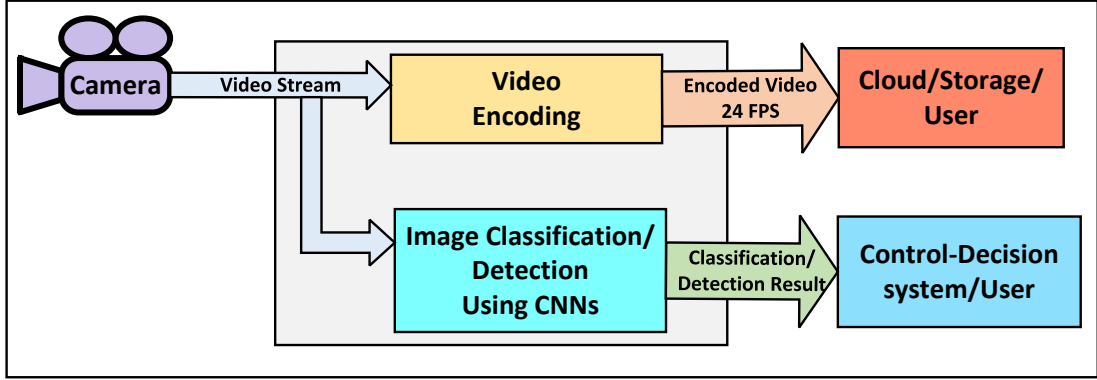 Camera
Video Stream
Video
Encoding
Encoded Video
24 FPS
Cloud/Storage/
User
Image Classification/
Detection
Using CNNs
Classification/
Detection Result
Control-Decision
system/User